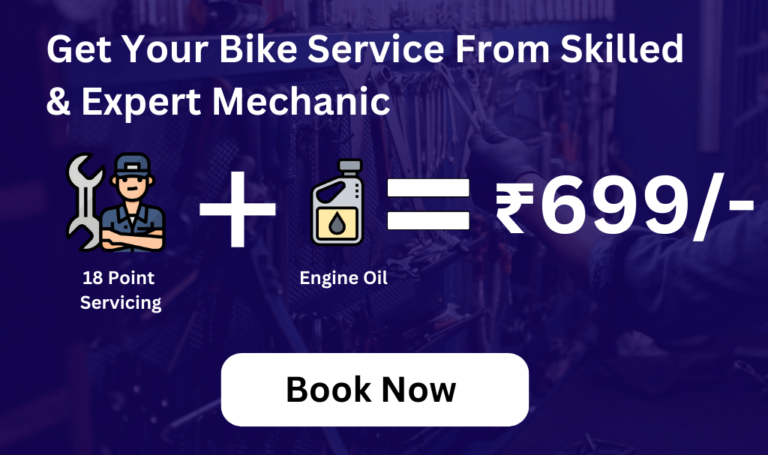 Get Your Bike Service From Skilled
& Expert Mechanic
+ = ₹699/-
18 Point
Servicing
Engine Oil
Book Now